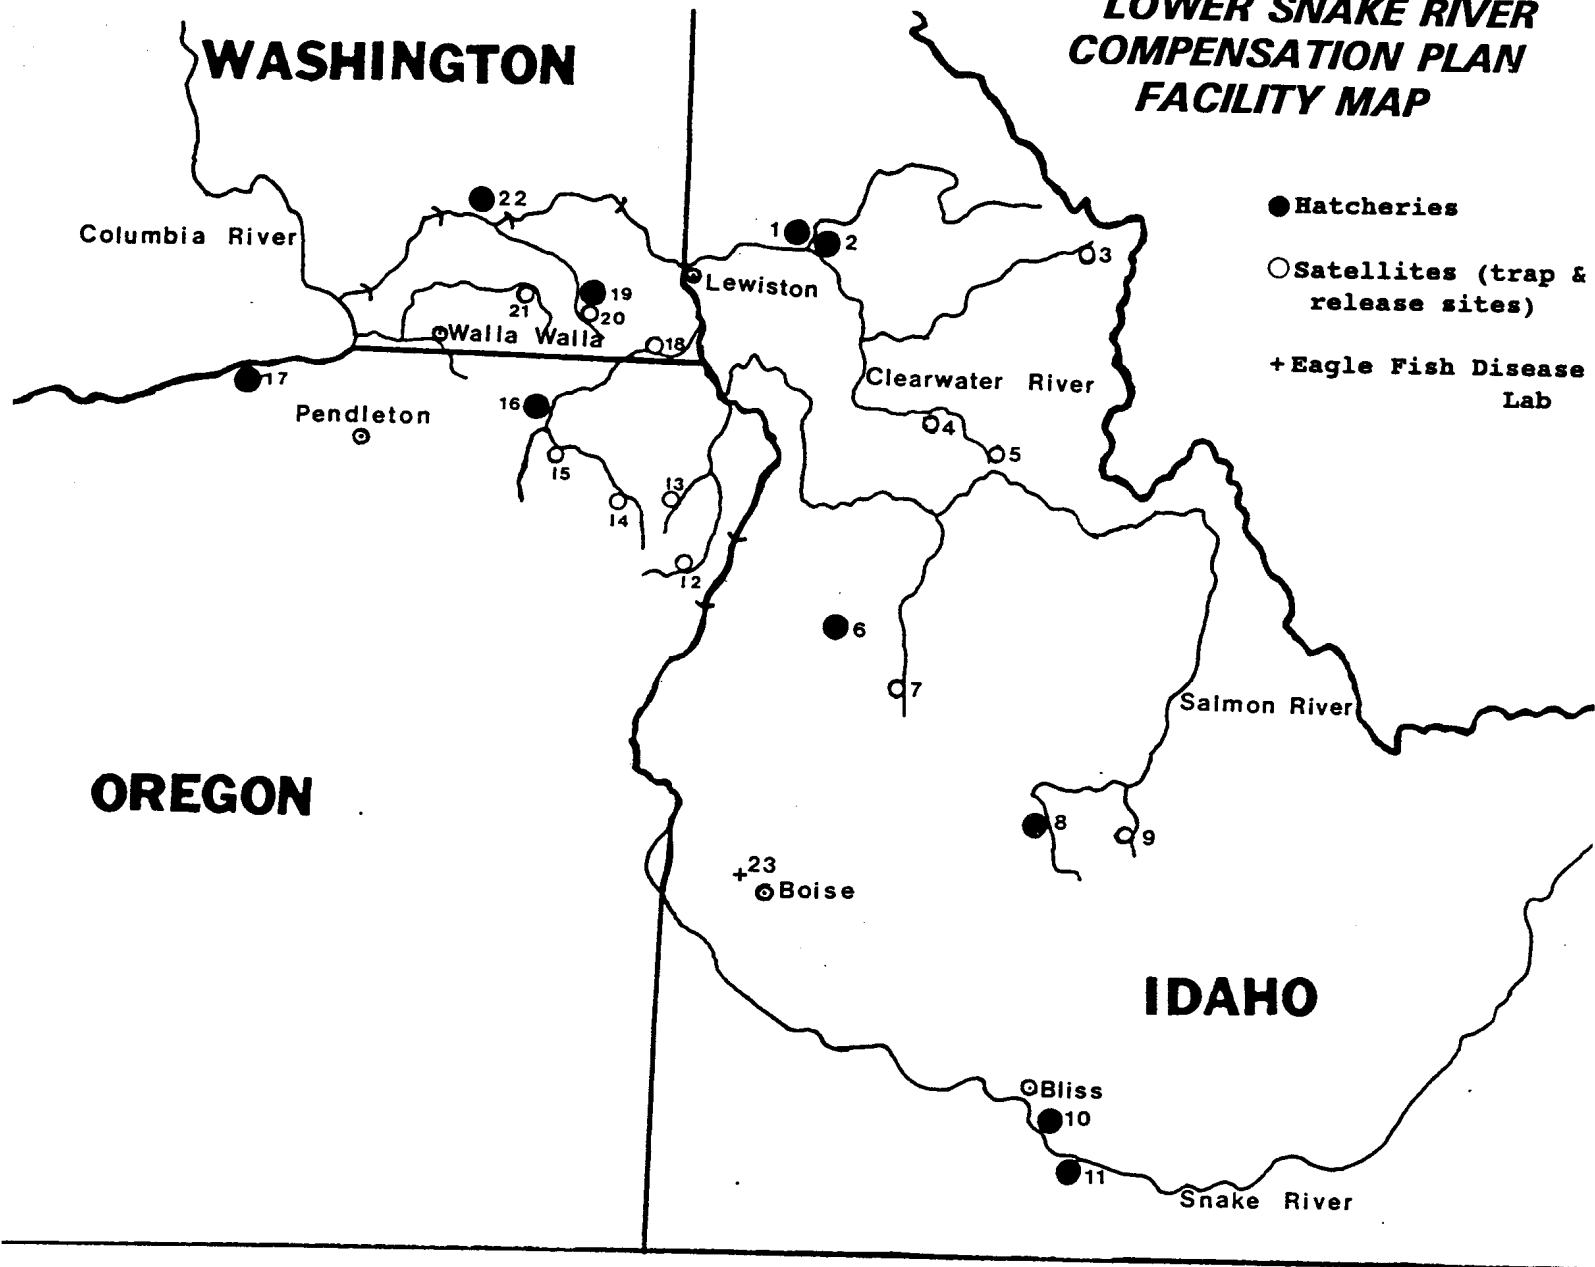 LOWER SNAKE RIVER
COMPENSATION PLAN
FACILITY MAP
WASHINGTON
Hatcheries
Satellites (trap &
release sites)
+ Eagle Fish Disease
Lab
Columbia River
22
1
2
3
Lewiston
19
20
21
Walla Walla
18
17
16
Pendleton
Clearwater River
4
5
15
14
13
12
6
7
Salmon River
OREGON
8
9
+23
Boise
IDAHO
Bliss
10
11
Snake River